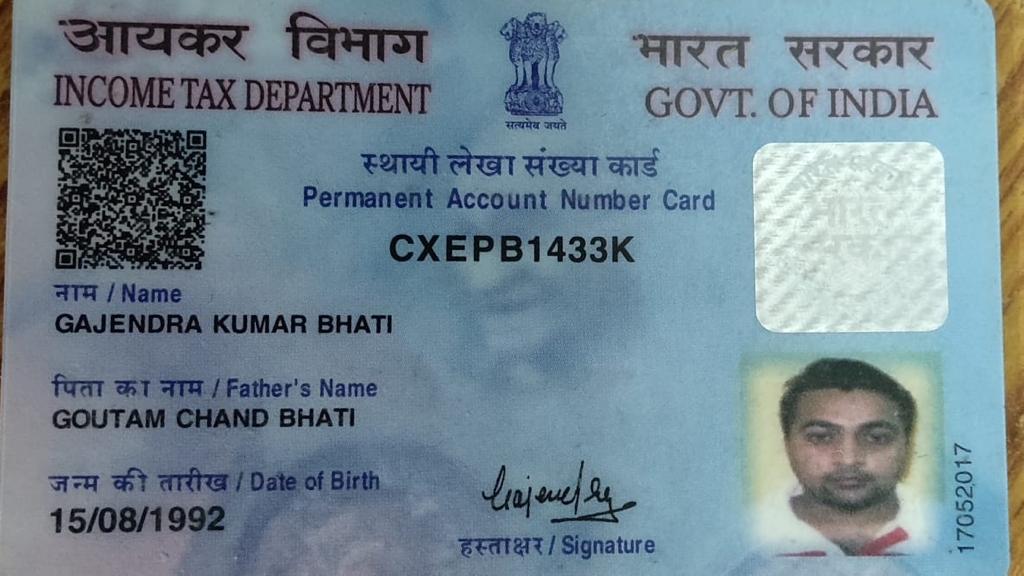 आयकर विभाग
INCOME TAX DEPARTMENT
सत्यमेव जयते
भारत सरकार
GOVT. OF INDIA
स्थायी लेखा संख्या कार्ड
Permanent Account Number Card
CXEPB1433K
नाम / Name
GAJENDRA KUMAR BHATI
पिता का नाम / Father's Name
GOUTAM CHAND BHATI
जन्म की तारीख / Date of Birth
15/08/1992
Gajendra
हस्ताक्षर / Signature
17052017